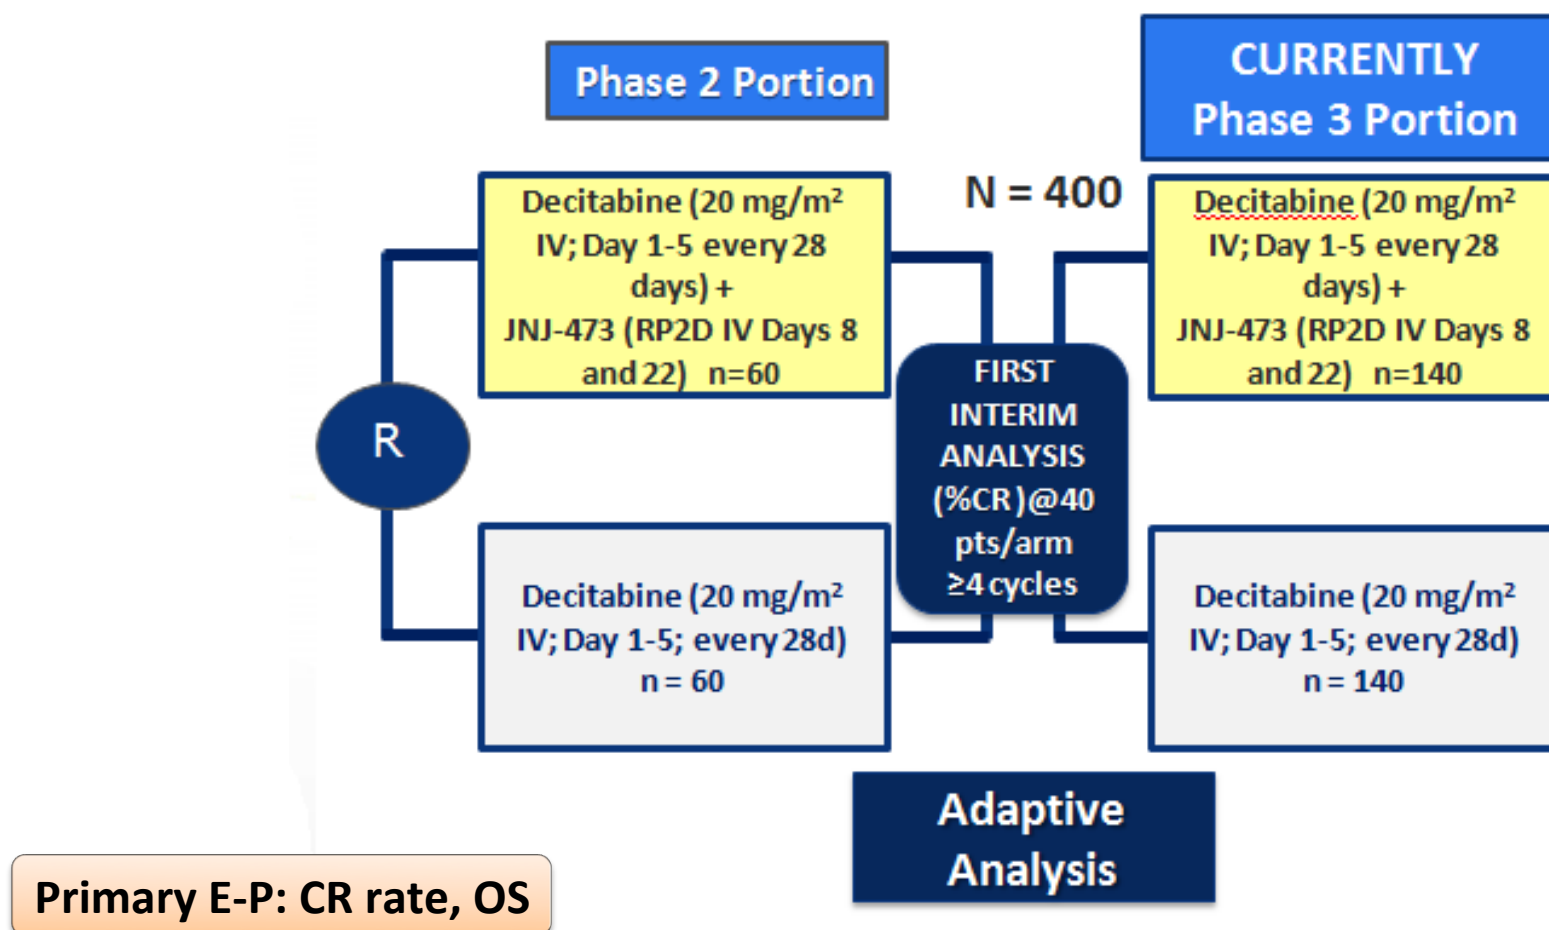 Phase 2 Portion
CURRENTLY
Phase 3 Portion
Decitabine (20 mg/m²
IV; Day 1-5 every 28
days) +
JNJ-473 (RP2D IV Days 8
and 22) n=60
N = 400
Decitabine (20 mg/m²
IV; Day 1-5 every 28
days) +
JNJ-473 (RP2D IV Days 8
and 22) n=140
R
FIRST
INTERIM
ANALYSIS
(%CR)@40
pts/arm
≥4 cycles
Decitabine (20 mg/m²
IV; Day 1-5; every 28d)
n = 60
Decitabine (20 mg/m²
IV; Day 1-5; every 28d)
n = 140
Adaptive
Analysis
Primary E-P: CR rate, OS